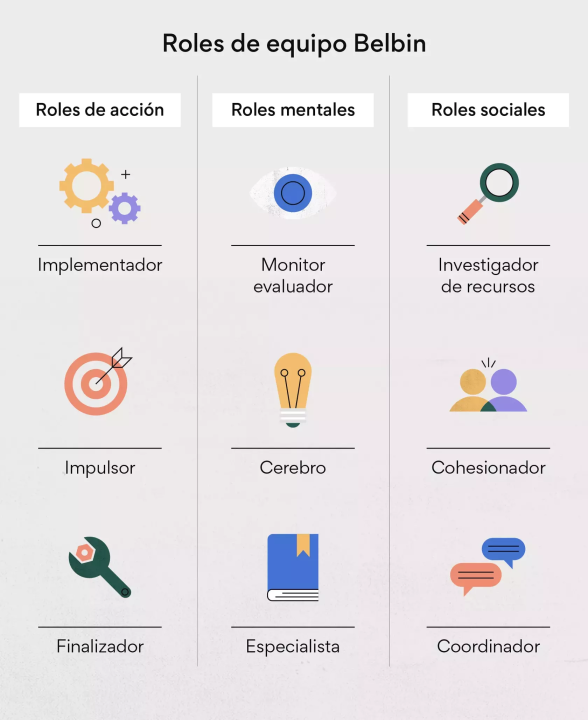 Roles de equipo Belbin
Roles de acción
Roles mentales
Roles sociales
Implementador
Monitor
evaluador
Investigador
de recursos
Impulsor
Cerebro
Cohesionador
Finalizador
Especialista
Coordinador